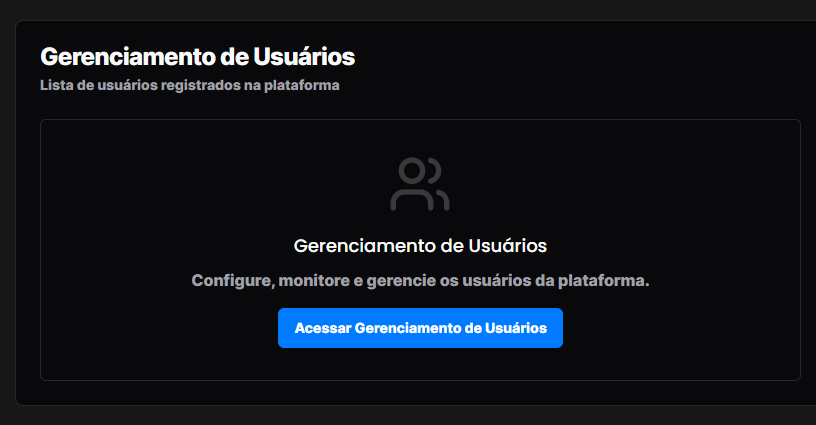 Gerenciamento de Usuários
Lista de usuários registrados na plataforma
Gerenciamento de Usuários
Configure, monitore e gerencie os usuários da plataforma.
Acessar Gerenciamento de Usuários